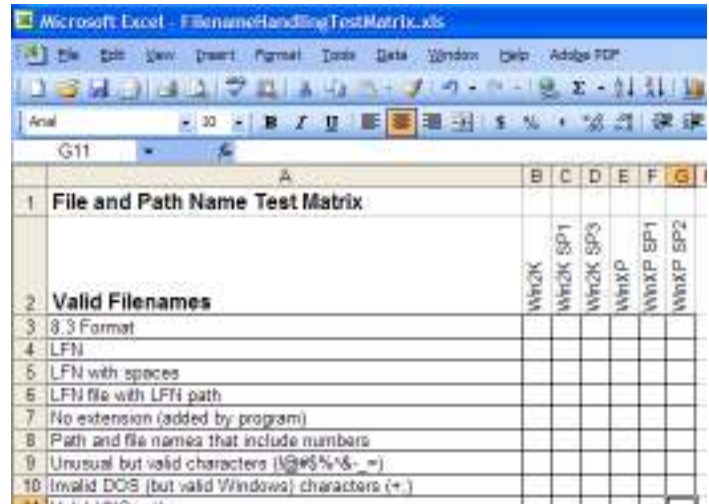 Microsoft Excel - FilenameHandlingTestMatrix.xls
File Edit View Insert Format Tools Data Window Help Adobe PDF
Arial 10 B I U $ % ,
G11
A B C D E F G
1 File and Path Name Test Matrix
2 Valid Filenames Win2K Win2K SP1 Win2K SP3 WinXP WinXP SP1 WinXP SP2
3 8.3 Format
4 LFN
5 LFN with spaces
6 LFN file with LFN path
7 No extension (added by program)
8 Path and file names that include numbers
9 Unusual but valid characters (!@#$%^&-_=)
10 Invalid DOS (but valid Windows) characters (+,)